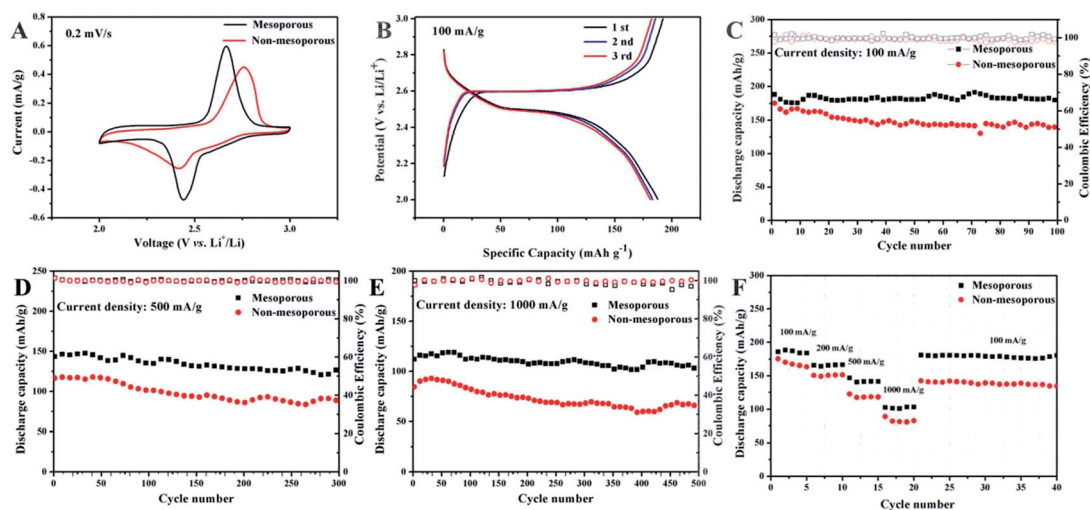 A
0.2 mV/s
Mesoporous
Non-mesoporous
Current (mA/g)
0.6
0.4
0.2
0.0
-0.2
-0.4
-0.6
2.0
2.5
3.0
Voltage (V vs. Li+/Li)
B
100 mA/g
1 st
2 nd
3 rd
Potential (V vs. Li/Li+)
3.0
2.8
2.6
2.4
2.2
2.0
0
50
100
150
200
Specific Capacity (mAh g-1)
C
Current density: 100 mA/g
Mesoporous
Non-mesoporous
Discharge capacity (mAh/g)
300
250
200
150
100
50
0
0 10 20 30 40 50 60 70 80 90 100
Cycle number
Coulombic Efficiency (%)
100
80
60
40
20
0
D
Current density: 500 mA/g
Mesoporous
Non-mesoporous
Discharge capacity (mAh/g)
250
200
150
100
50
0
0 50 100 150 200 250 300
Cycle number
Coulombic Efficiency (%)
100
80
60
40
20
0
E
Current density: 1000 mA/g
Mesoporous
Non-mesoporous
Discharge capacity (mAh/g)
200
175
150
125
100
75
50
25
0
0 50 100 150 200 250 300 350 400 450 500
Cycle number
Coulombic Efficiency (%)
100
80
60
40
20
0
F
Mesoporous
Non-mesoporous
100 mA/g
200 mA/g
500 mA/g
1000 mA/g
100 mA/g
Discharge capacity (mAh/g)
300
250
200
150
100
50
0
0 5 10 15 20 25 30 35 40
Cycle number